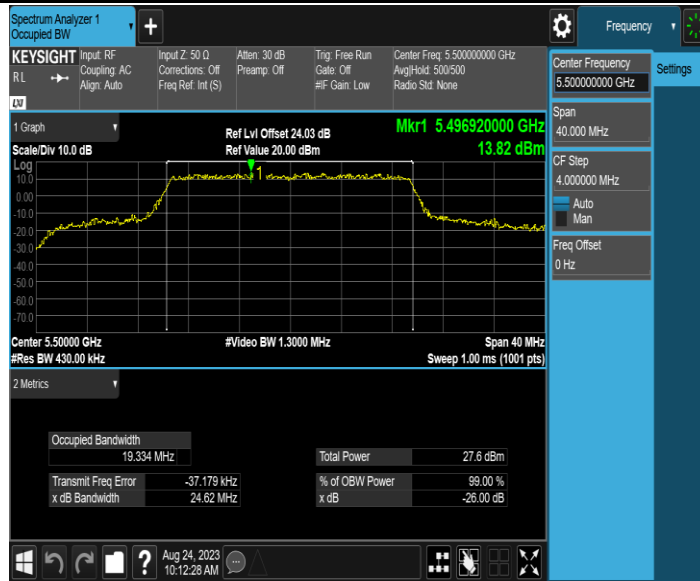 Spectrum Analyzer 1
Occupied BW
+
Frequency
KEYSIGHT
RL
LXI
Input: RF
Coupling: AC
Align: Auto
Input Z: 50 Ω
Corrections: Off
Freq Ref: Int (S)
Atten: 30 dB
Preamp: Off
Trig: Free Run
Gate: Off
#IF Gain: Low
Center Freq: 5.500000000 GHz
Avg|Hold: 500/500
Radio Std: None
Center Frequency
5.500000000 GHz
Settings
Span
40.000 MHz
CF Step
4.000000 MHz
Auto
Man
Freq Offset
0 Hz
1 Graph
Scale/Div 10.0 dB
Ref Lvl Offset 24.03 dB
Ref Value 20.00 dBm
Mkr1 5.496920000 GHz
13.82 dBm
Log
10.0
0.00
-10.0
-20.0
-30.0
-40.0
-50.0
-60.0
-70.0
1
Center 5.50000 GHz
#Video BW 1.3000 MHz
Span 40 MHz
#Res BW 430.00 kHz
Sweep 1.00 ms (1001 pts)
2 Metrics
Occupied Bandwidth
19.334 MHz
Total Power 27.6 dBm
Transmit Freq Error -37.179 kHz
% of OBW Power 99.00 %
x dB Bandwidth 24.62 MHz
x dB -26.00 dB
?
Aug 24, 2023
10:12:28 AM